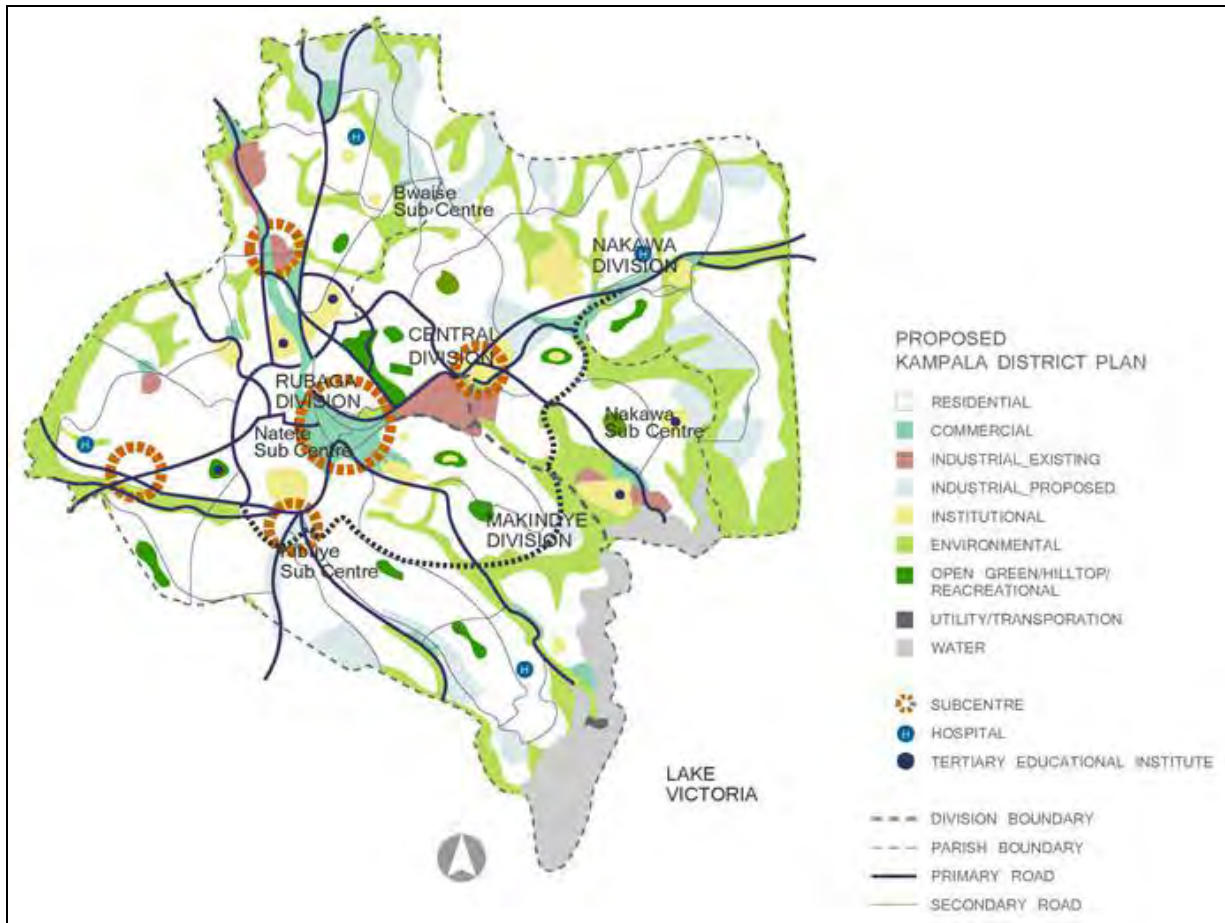 Bwaise
Sub-Centre
NAKAWA
DIVISION
CENTRAL
DIVISION
RUBAGA
DIVISION
Natete
Sub Centre
Nakawa
Sub Centre
MAKINDYE
DIVISION
Sub Centre
LAKE
VICTORIA
H
H
H
H
PROPOSED
KAMPALA DISTRICT PLAN
RESIDENTIAL
COMMERCIAL
INDUSTRIAL_EXISTING
INDUSTRIAL_PROPOSED
INSTITUTIONAL
ENVIRONMENTAL
OPEN GREEN/HILLTOP/
REACREATIONAL
UTILITY/TRANSPORATION
WATER
SUBCENTRE
H HOSPITAL
TERTIARY EDUCATIONAL INSTITUTE
DIVISION BOUNDARY
PARISH BOUNDARY
PRIMARY ROAD
SECONDARY ROAD